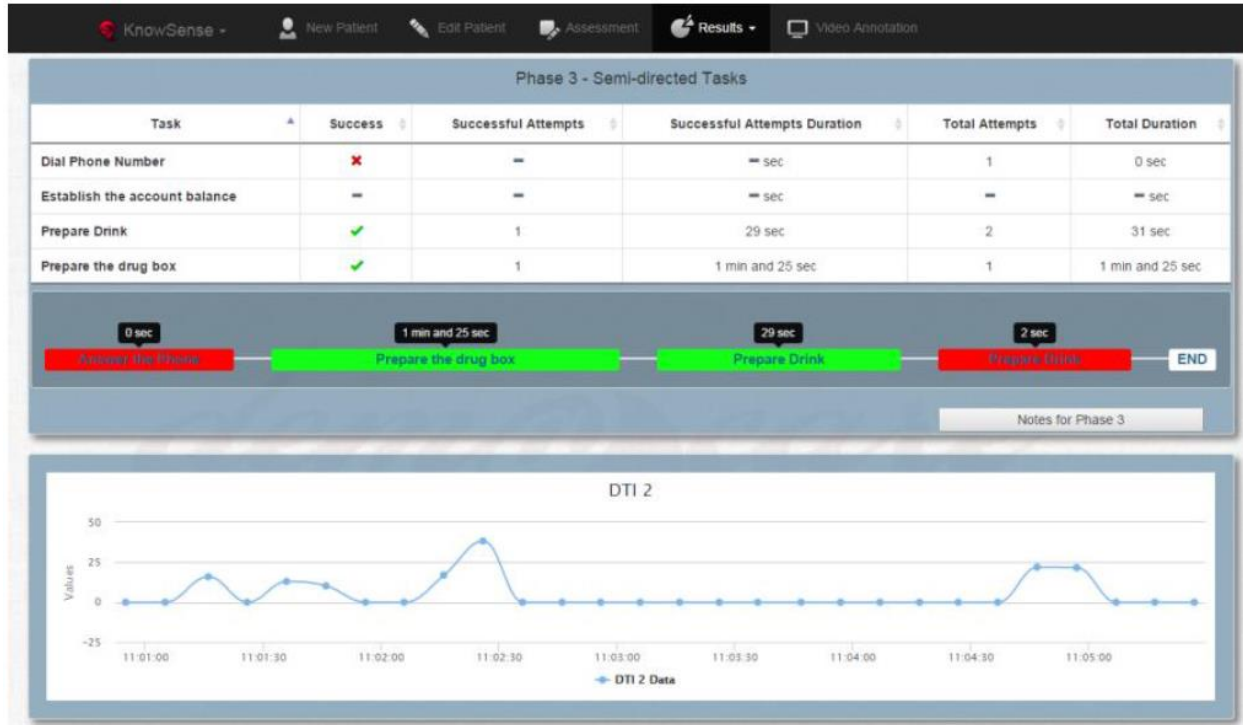 KnowSense New Patient Edit Patient Assessment Results Video Annotation
Phase 3 - Semi-directed Tasks
Task Success Successful Attempts Successful Attempts Duration Total Attempts Total Duration
Dial Phone Number ✖ - - sec 1 0 sec
Establish the account balance - - - sec - - sec
Prepare Drink ✔ 1 29 sec 2 31 sec
Prepare the drug box ✔ 1 1 min and 25 sec 1 1 min and 25 sec
0 sec 1 min and 25 sec 29 sec 2 sec
Answer the Phone Prepare the drug box Prepare Drink Prepare Drink END
Notes for Phase 3
DTI 2
50
25
Values
0
-25
11:01:00 11:01:30 11:02:00 11:02:30 11:03:00 11:03:30 11:04:00 11:04:30 11:05:00
DTI 2 Data